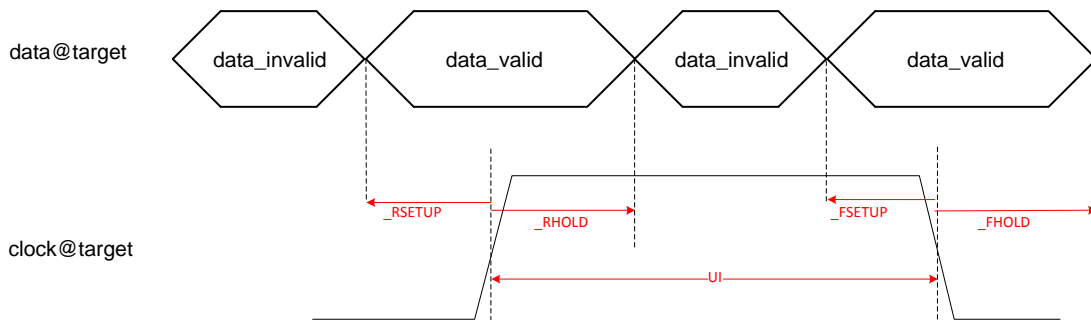 data@target
data_invalid
data_valid
data_invalid
data_valid
_RSETUP
_RHOLD
_FSETUP
_FHOLD
clock@target
UI